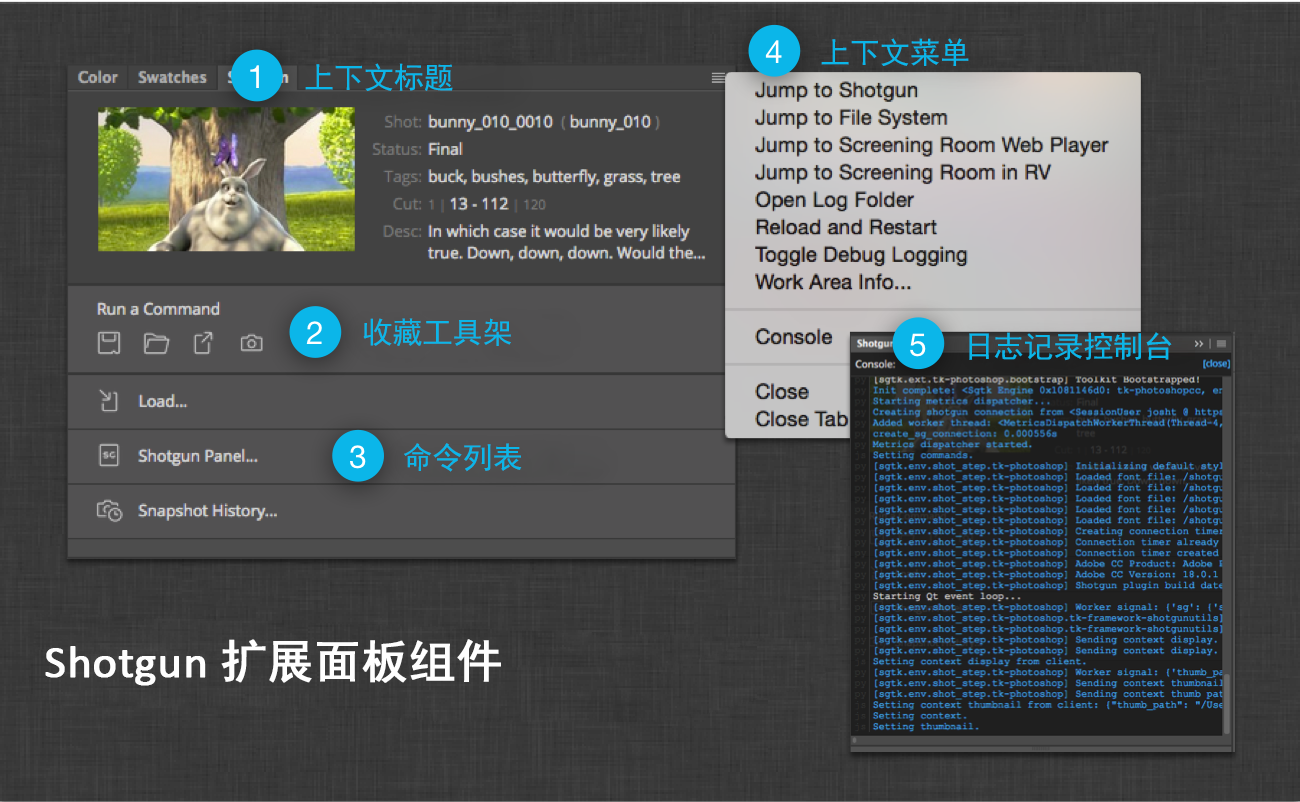 Color Swatches
1 上下文标题
Shot: bunny_010_0010 ( bunny_010 )
Status: Final
Tags: buck, bushes, butterfly, grass, tree
Cut: 1 | 13 - 112 | 120
Desc: In which case it would be very likely
true. Down, down, down. Would the...
Run a Command
2 收藏工具架
Load...
Shotgun Panel...
3 命令列表
Snapshot History...
4 上下文菜单
Jump to Shotgun
Jump to File System
Jump to Screening Room Web Player
Jump to Screening Room in RV
Open Log Folder
Reload and Restart
Toggle Debug Logging
Work Area Info...
Console
Close
Close Tab
5 日志记录控制台
Console:
[close]
[sgtk.ext.tk-photoshop.bootstrap] Toolkit Bootstrapped!
Init complete: <Sgtk Engine 0x1081146d0: tk-photoshopcc, en
Starting metrics dispatcher...
Creating shotgun connection from <SessionUser josht @ https
Added worker thread: <MetricsDispatchWorkerThread(Thread-4,
create_sg_connection: 0.000556s
Metrics dispatcher started.
Setting commands.
[sgtk.env.shot_step.tk-photoshop] Initializing default styl
[sgtk.env.shot_step.tk-photoshop] Loaded font file: /shotgu
[sgtk.env.shot_step.tk-photoshop] Loaded font file: /shotgu
[sgtk.env.shot_step.tk-photoshop] Loaded font file: /shotgu
[sgtk.env.shot_step.tk-photoshop] Loaded font file: /shotgu
[sgtk.env.shot_step.tk-photoshop] Loaded font file: /shotgu
[sgtk.env.shot_step.tk-photoshop] Creating connection timer
[sgtk.env.shot_step.tk-photoshop] Connection timer already
[sgtk.env.shot_step.tk-photoshop] Connection timer created
[sgtk.env.shot_step.tk-photoshop] Adobe CC Product: Adobe
[sgtk.env.shot_step.tk-photoshop] Adobe CC Version: 18.0.1
[sgtk.env.shot_step.tk-photoshop] Shotgun plugin build date
Starting Qt event loop...
[sgtk.env.shot_step.tk-photoshop] Worker signal: {'sg': {'s
[sgtk.env.shot_step.tk-photoshop.tk-framework-shotgunutils]
[sgtk.env.shot_step.tk-photoshop.tk-framework-shotgunutils]
[sgtk.env.shot_step.tk-photoshop] Sending context display.
[sgtk.env.shot_step.tk-photoshop] Sending context display.
Setting context display from client.
[sgtk.env.shot_step.tk-photoshop] Worker signal: {'thumb_pa
[sgtk.env.shot_step.tk-photoshop] Sending context thumbnail
[sgtk.env.shot_step.tk-photoshop] Sending context thumb pat
Setting context thumbnail from client: {"thumb_path": "/Use
Setting context.
Setting thumbnail.
Shotgun 扩展面板组件